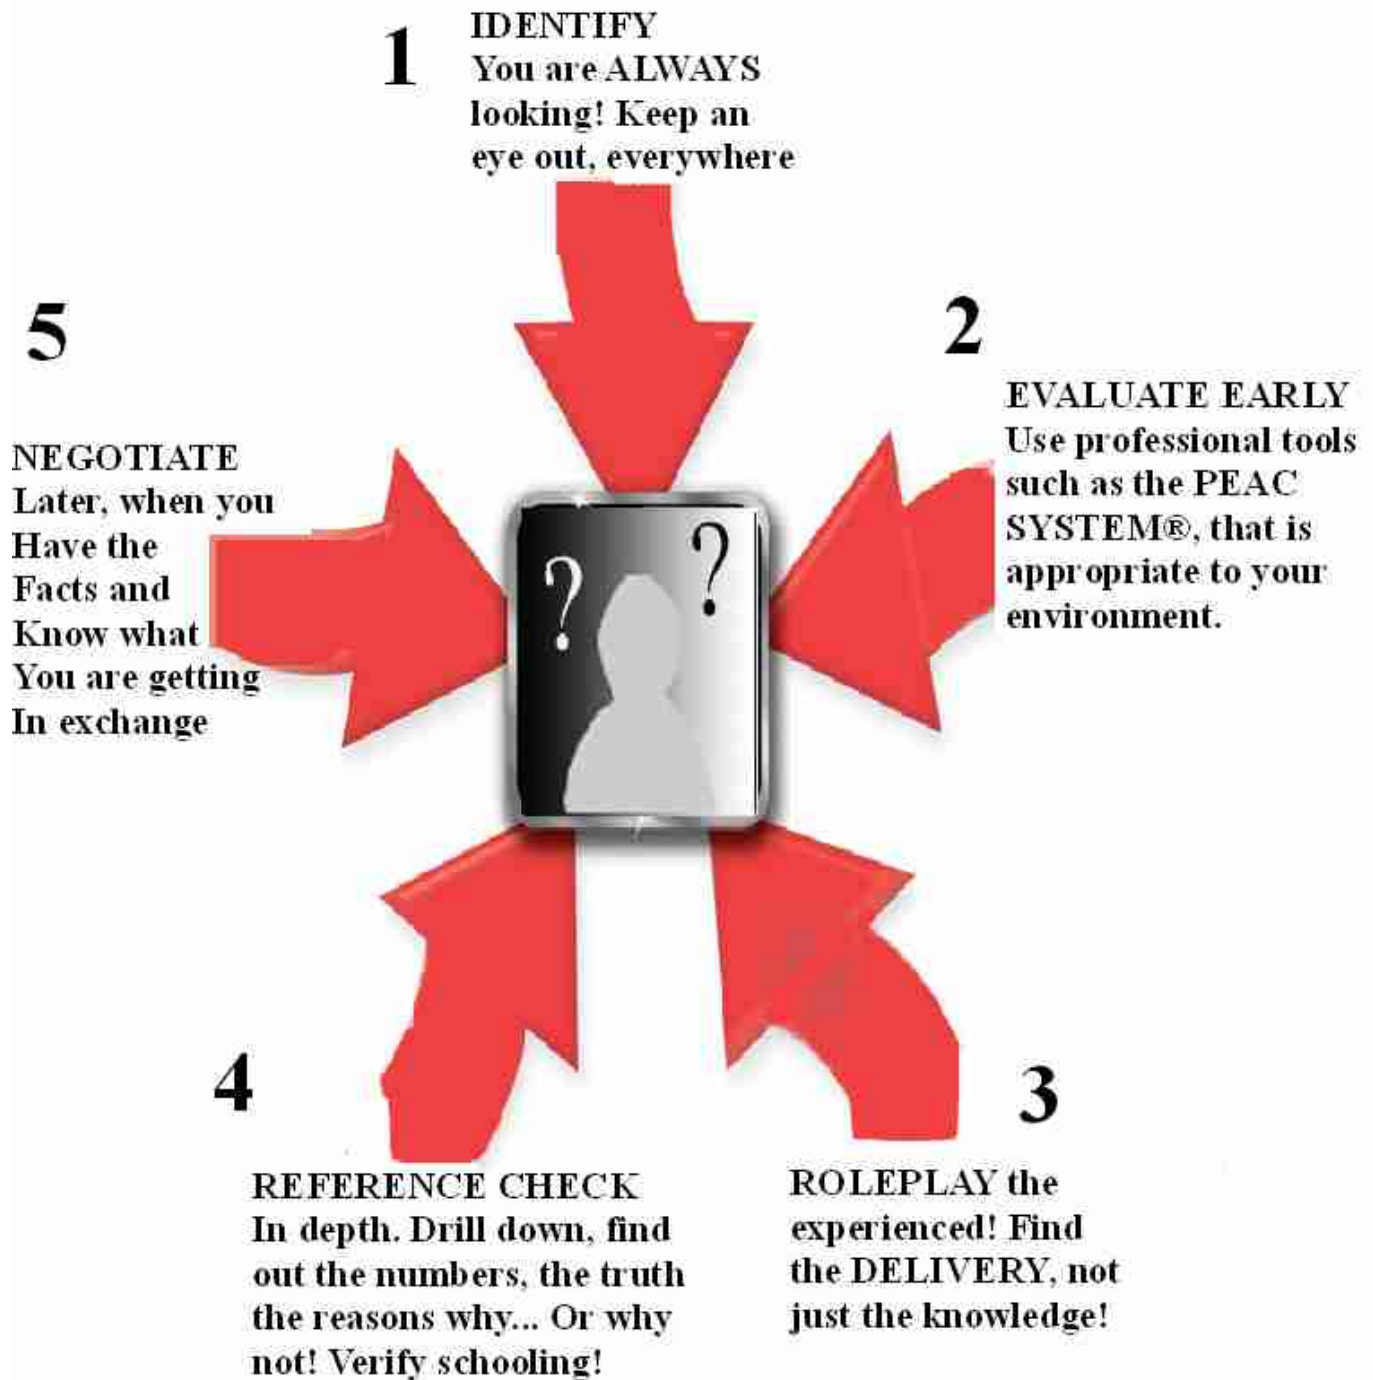 1
IDENTIFY
You are ALWAYS
looking! Keep an
eye out, everywhere
2
EVALUATE EARLY
Use professional tools
such as the PEAC
SYSTEM®, that is
appropriate to your
environment.
3
ROLEPLAY the
experienced! Find
the DELIVERY, not
just the knowledge!
4
REFERENCE CHECK
In depth. Drill down, find
out the numbers, the truth
the reasons why... Or why
not! Verify schooling!
5
NEGOTIATE
Later, when you
Have the
Facts and
Know what
You are getting
In exchange
? ?